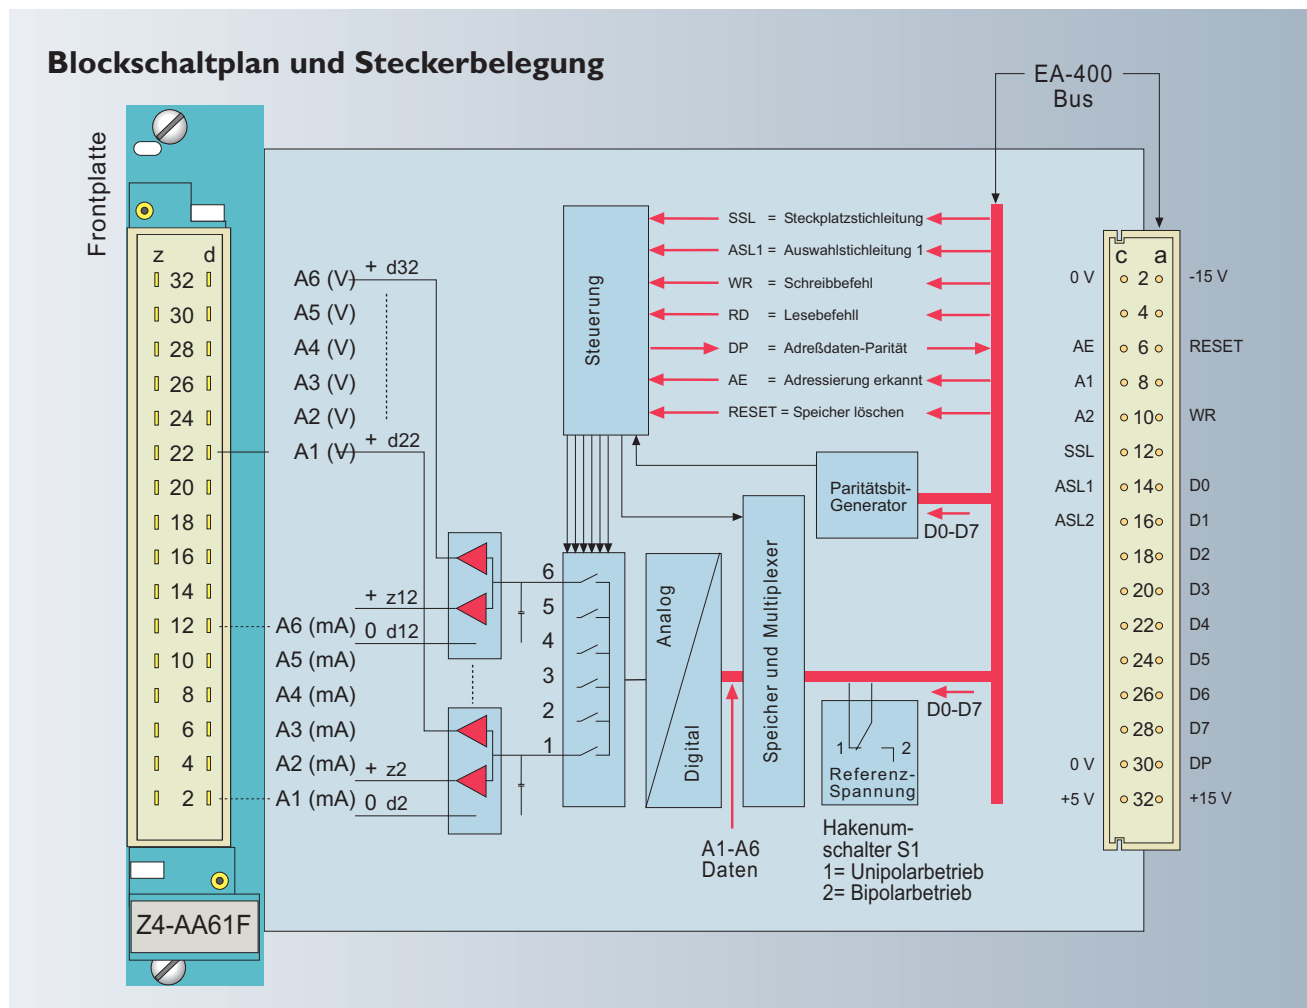 Blockschaltplan und Steckerbelegung
EA-400
Bus
Frontplatte
z d
32
30
28
26
24
22
20
18
16
14
12
10
8
6
4
2
Z4-AA61F
A6 (V)
A5 (V)
A4 (V)
A3 (V)
A2 (V)
A1 (V)
+ d32
+ d22
A6 (mA)
A5 (mA)
A4 (mA)
A3 (mA)
A2 (mA)
A1 (mA)
+ z12
0 d12
+ z2
0 d2
Steuerung
SSL = Steckplatzstichleitung
ASL1 = Auswahlstichleitung 1
WR = Schreibbefehl
RD = Lesebefehll
DP = Adreßdaten-Parität
AE = Adressierung erkannt
RESET = Speicher löschen
Paritätsbit-
Generator
D0-D7
6
5
4
3
2
1
Analog
Digital
Speicher und Multiplexer
D0-D7
1 2
Referenz-
Spannung
A1-A6
Daten
Hakenum-
schalter S1
1= Unipolarbetrieb
2= Bipolarbetrieb
c a
0 V 2 -15 V
4
AE 6 RESET
A1 8
A2 10 WR
SSL 12
ASL1 14 D0
ASL2 16 D1
18 D2
20 D3
22 D4
24 D5
26 D6
28 D7
0 V 30 DP
+5 V 32 +15 V